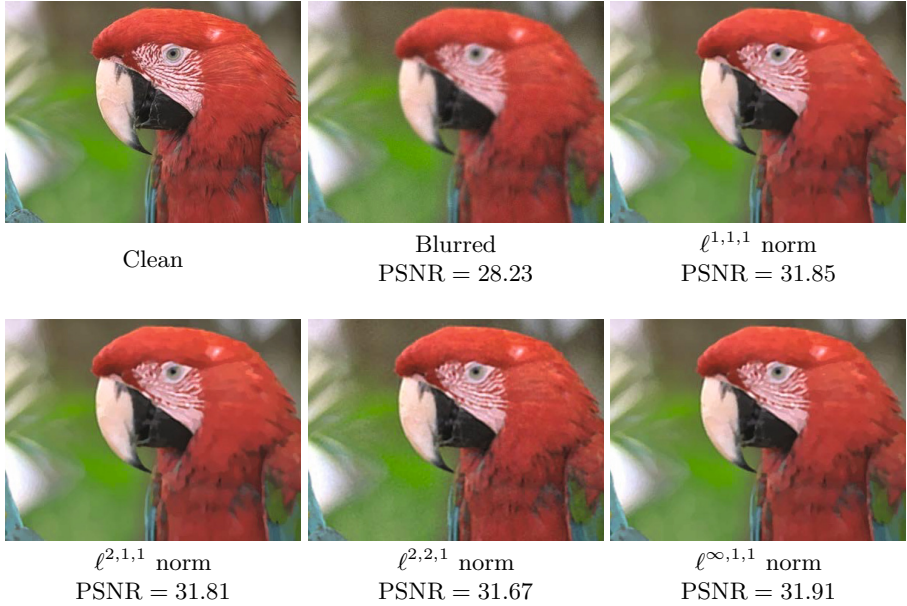 Clean
Blurred
PSNR = 28.23
ℓ^{1,1,1} norm
PSNR = 31.85
ℓ^{2,1,1} norm
PSNR = 31.81
ℓ^{2,2,1} norm
PSNR = 31.67
ℓ^{∞,1,1} norm
PSNR = 31.91